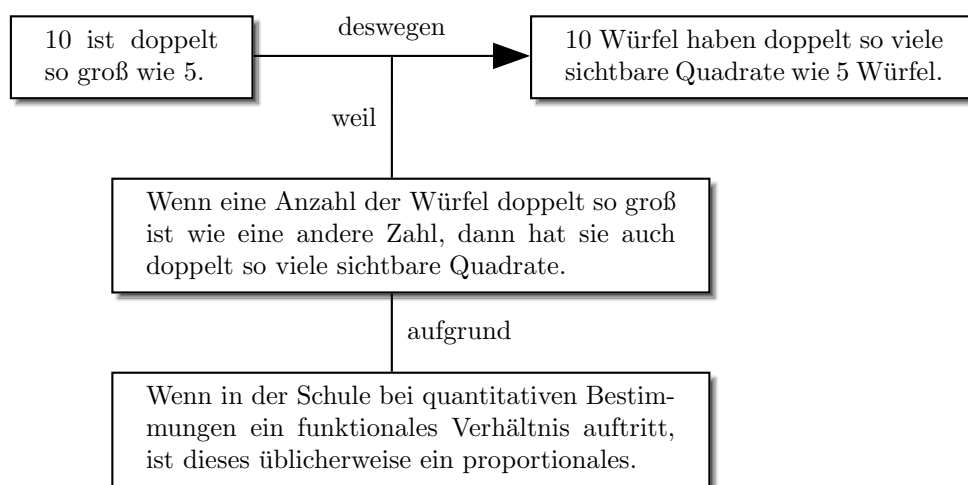 10 ist doppelt
so groß wie 5.
deswegen
10 Würfel haben doppelt so viele
sichtbare Quadrate wie 5 Würfel.
weil
Wenn eine Anzahl der Würfel doppelt so groß
ist wie eine andere Zahl, dann hat sie auch
doppelt so viele sichtbare Quadrate.
aufgrund
Wenn in der Schule bei quantitativen Bestim-
mungen ein funktionales Verhältnis auftritt,
ist dieses üblicherweise ein proportionales.